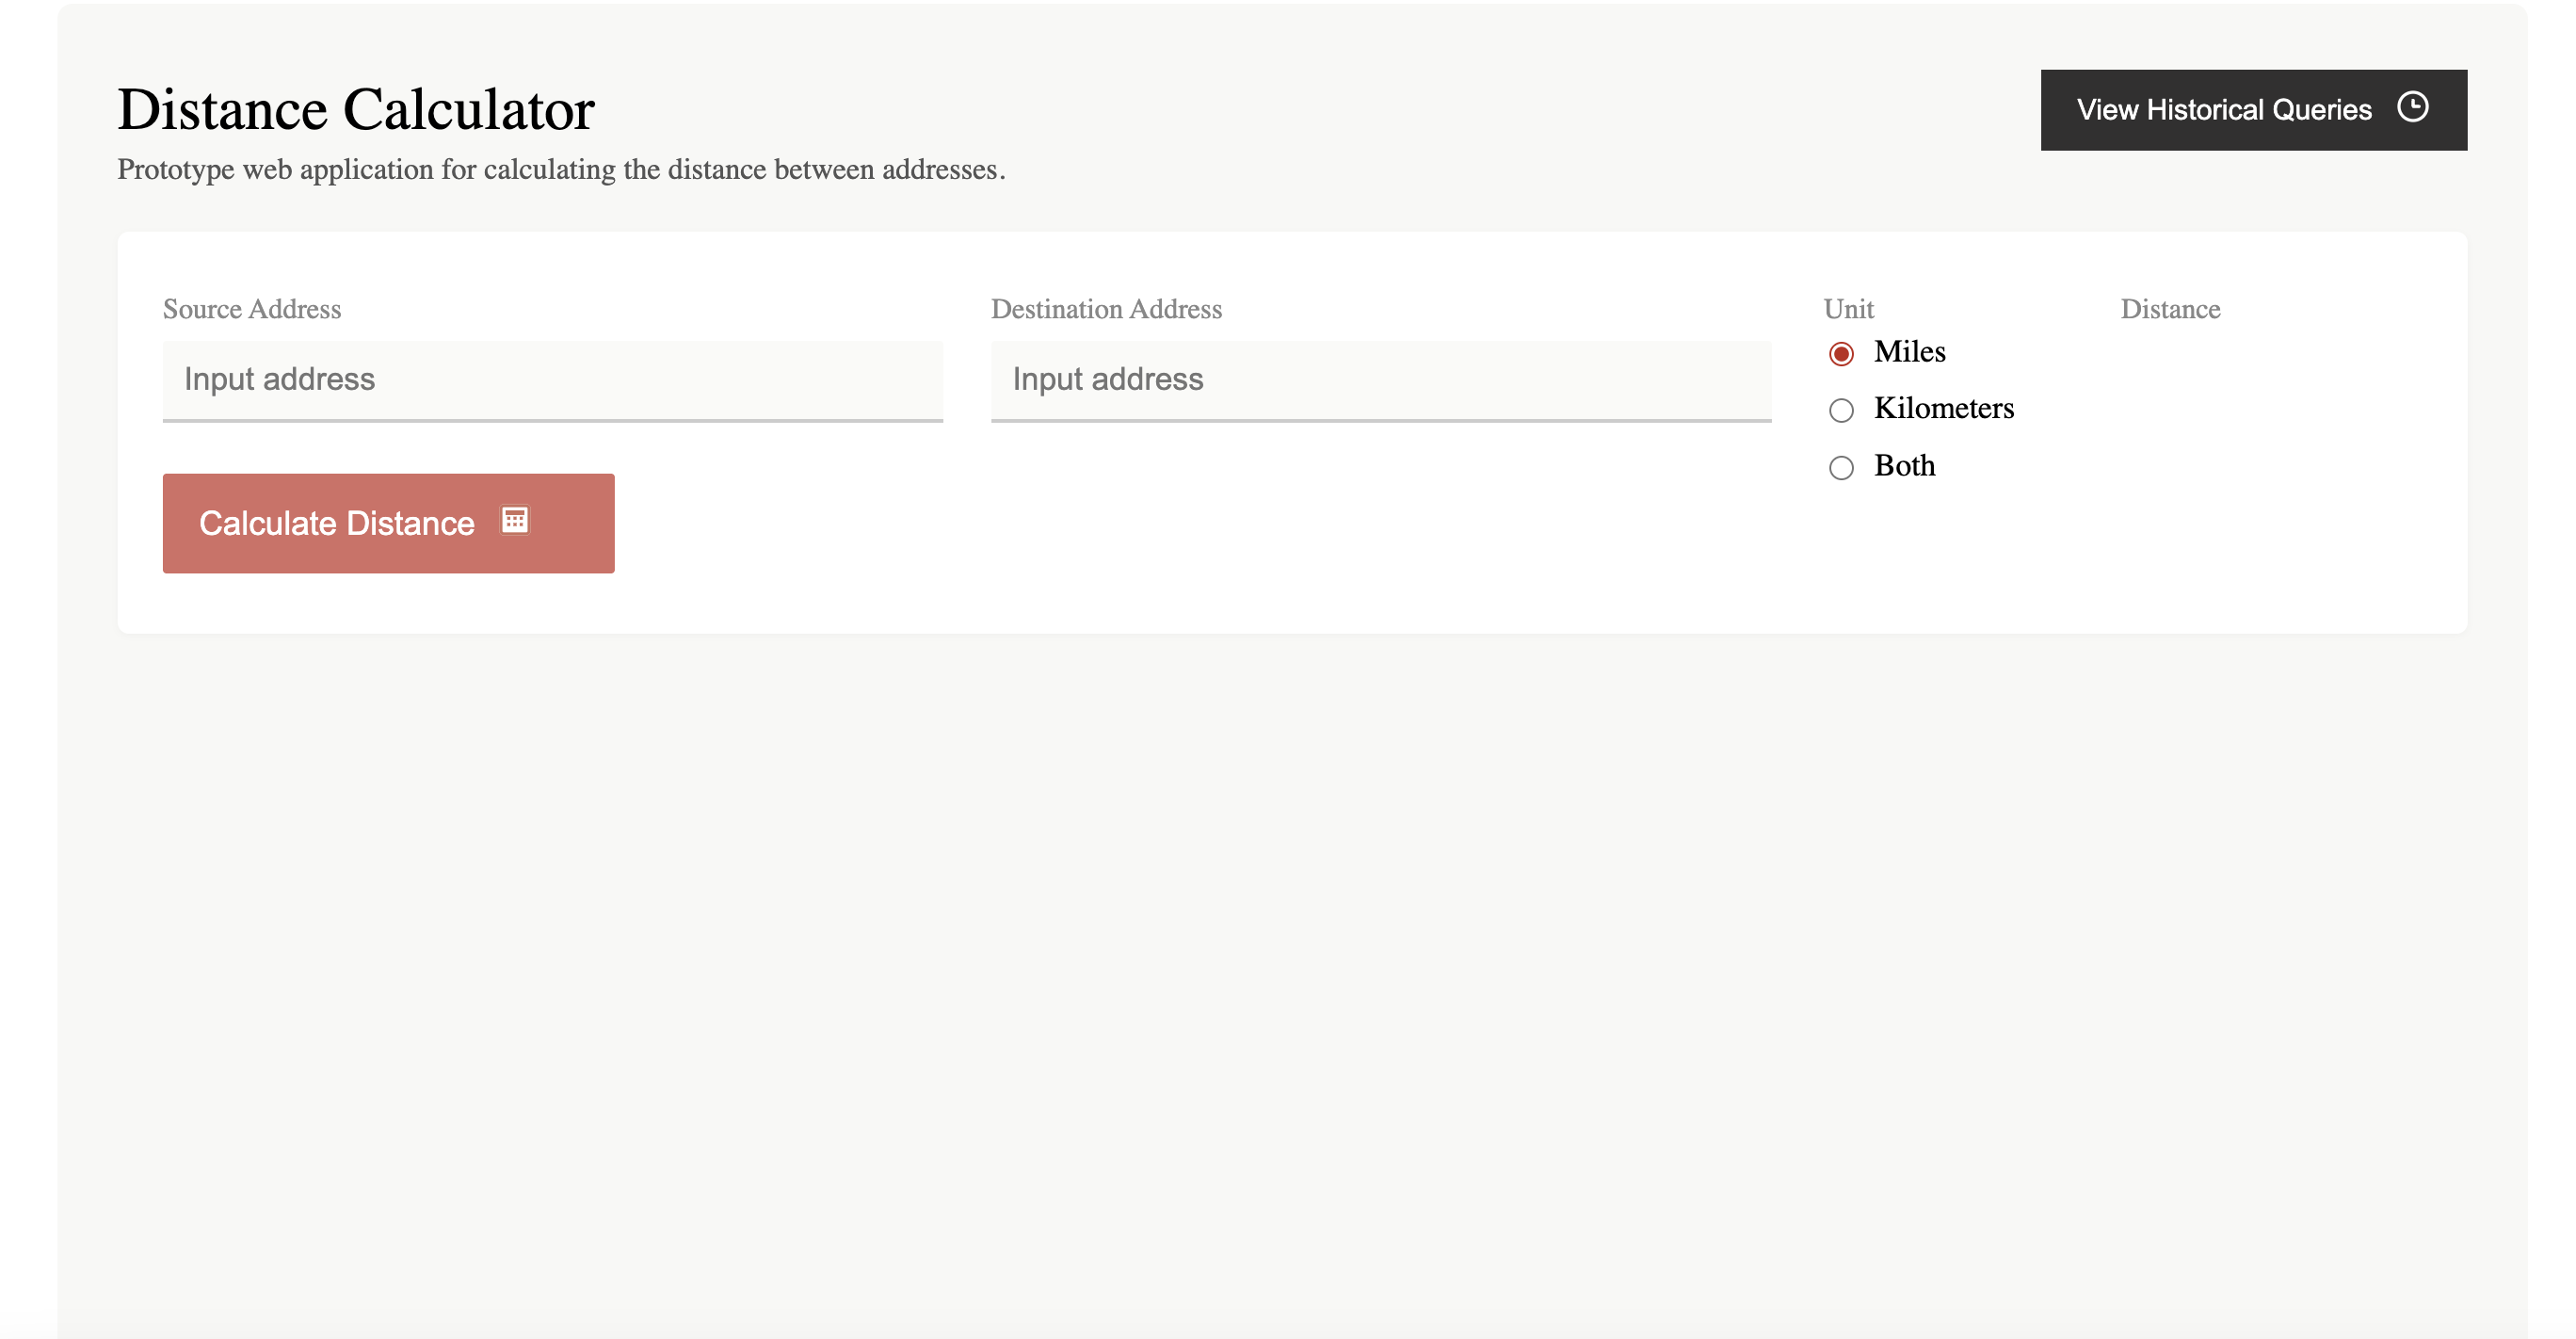 Distance Calculator
View Historical Queries
Prototype web application for calculating the distance between addresses.
Source Address
Destination Address
Unit
Distance
Input address
Input address
Miles
Kilometers
Both
Calculate Distance